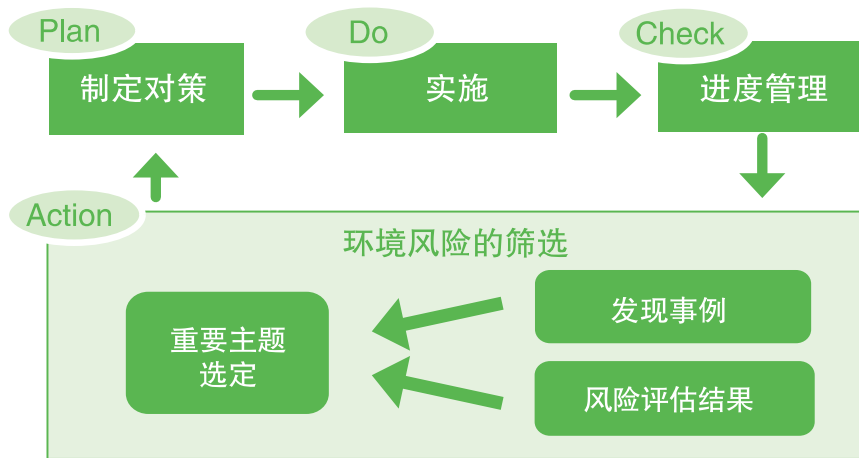 Plan
制定对策
Do
实施
Check
进度管理
Action
环境风险的筛选
重要主题
选定
发现事例
风险评估结果